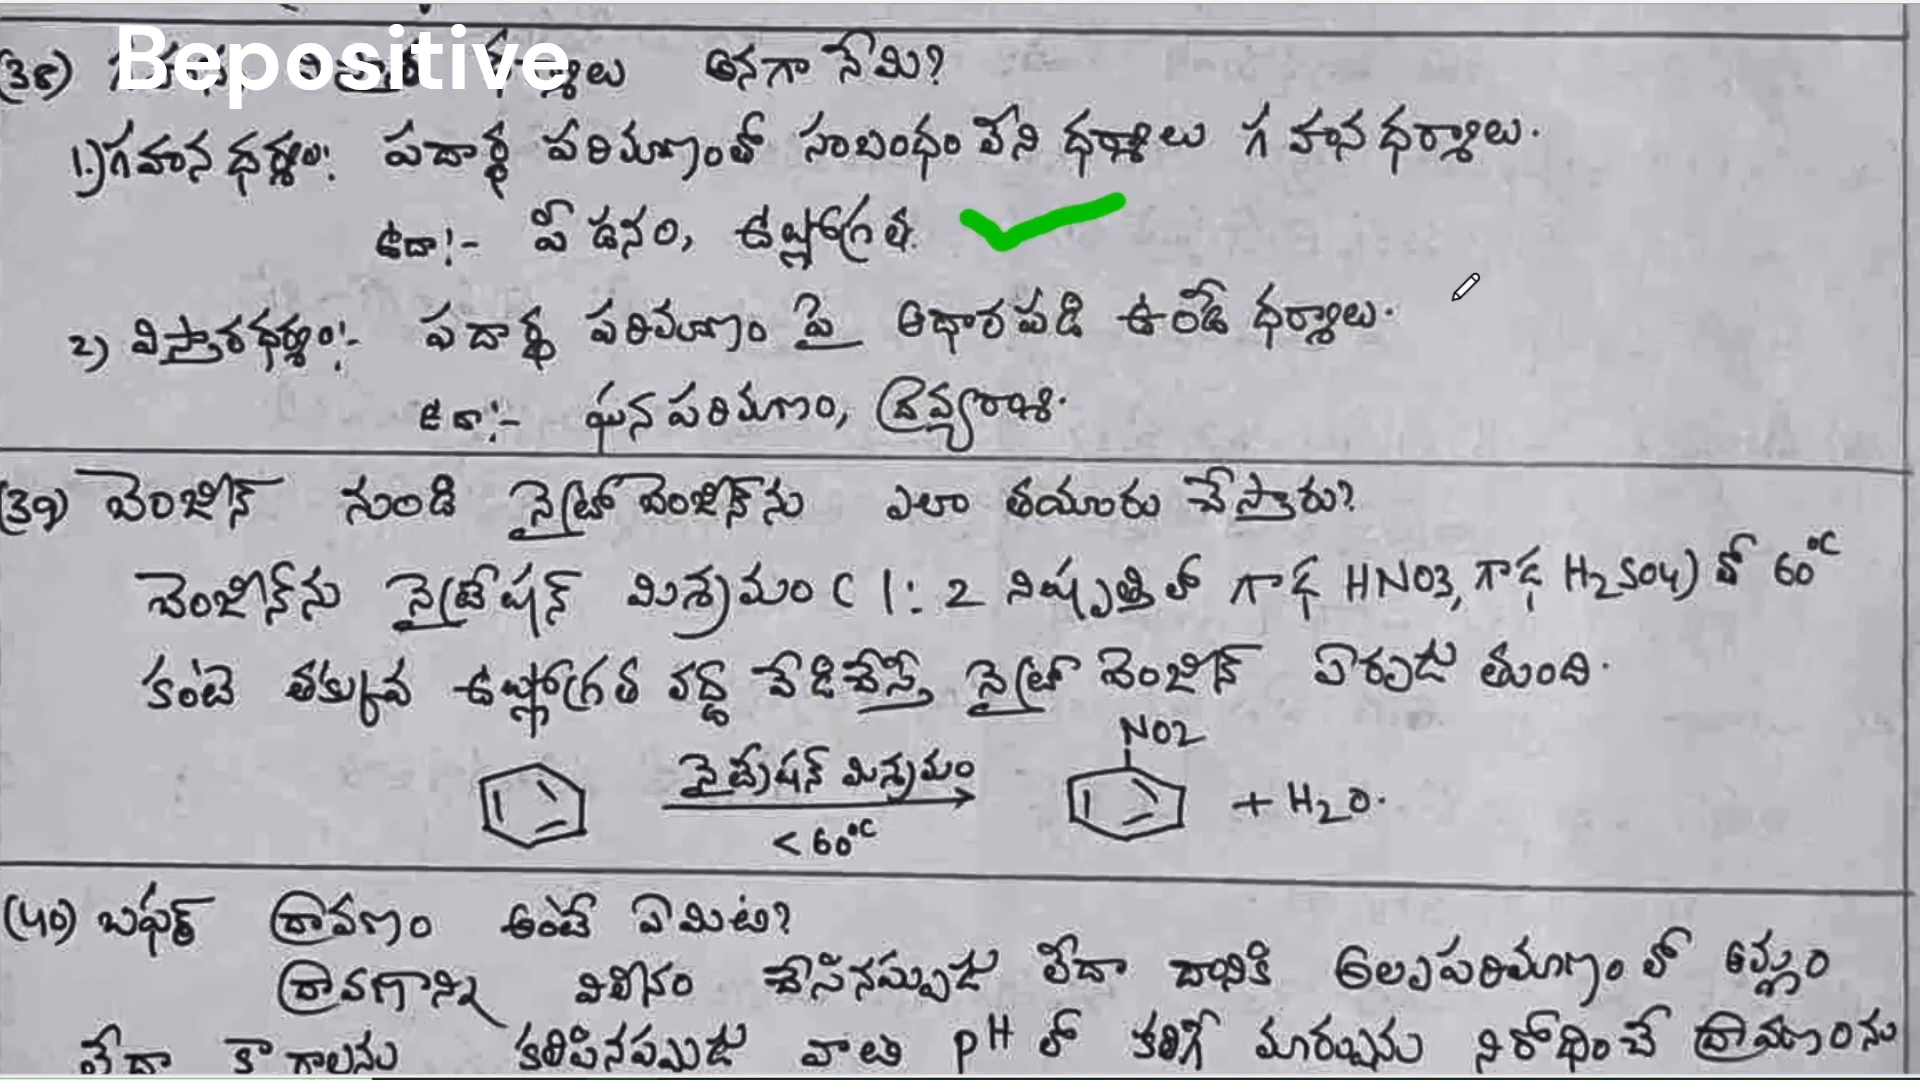 Bepositive
(38) ధర్మాలు అనగా నేమి?
1.) గహన ధర్మం: పదార్థ పరిమాణంతో సంబంధం లేని ధర్మాలు గహన ధర్మాలు.
ఉదా:- పీడనం, ఉష్ణోగ్రత.
2) విస్తార ధర్మం:- పదార్థ పరిమాణం పై ఆధారపడి ఉండే ధర్మాలు.
ఉదా:- ఘనపరిమాణం, ద్రవ్యరాశి.
(39) బెంజీన్ నుండి నైట్రోబెంజీన్‌ను ఎలా తయారు చేస్తారు?
బెంజీన్‌ను నైట్రేషన్ మిశ్రమం ( 1:2 నిష్పత్తిలో గాఢ HNO3, గాఢ H2SO4) తో 60°C
కంటె తక్కువ ఉష్ణోగ్రత వద్ద వేడిచేస్తే నైట్రో బెంజీన్ ఏర్పడుతుంది.
NO2
నైట్రేషన్ మిశ్రమం
+ H2O.
<60°C
(40) బఫర్ ద్రావణం అంటే ఏమిటి?
ద్రావణాన్ని విలీనం చేసినప్పుడు లేదా దానికి అల్పపరిమాణంలో ఆమ్లం
లేదా కాని కలిపినపుడు వాటి pH లో కలిగే మార్పును నిరోధించే ద్రావణంను